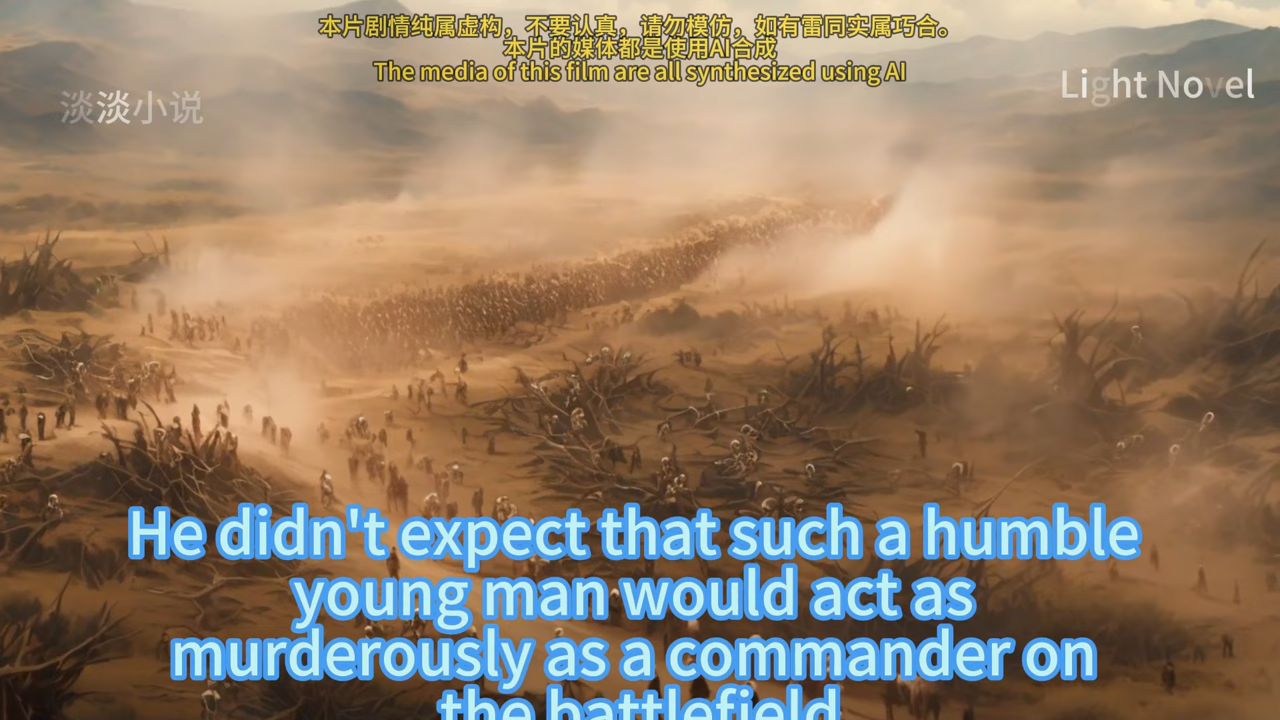 本片剧情纯属虚构，不要认真，请勿模仿，如有雷同实属巧合。
本片的媒体都是使用AI合成
The media of this film are all synthesized using AI
淡淡小说
Light Novel
He didn't expect that such a humble
young man would act as
murderously as a commander on
the battlefield